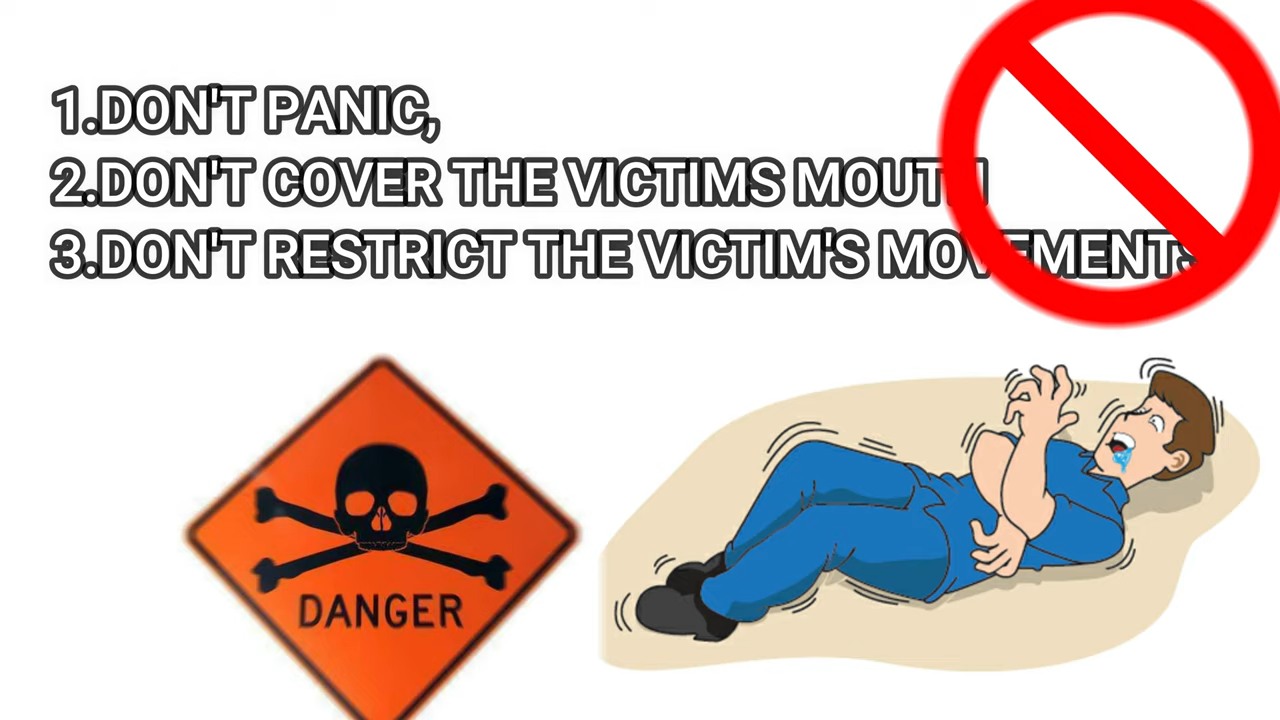 1.DON'T PANIC,
2.DON'T COVER THE VICTIMS MOUTH
3.DON'T RESTRICT THE VICTIM'S MOVEMENTS
DANGER